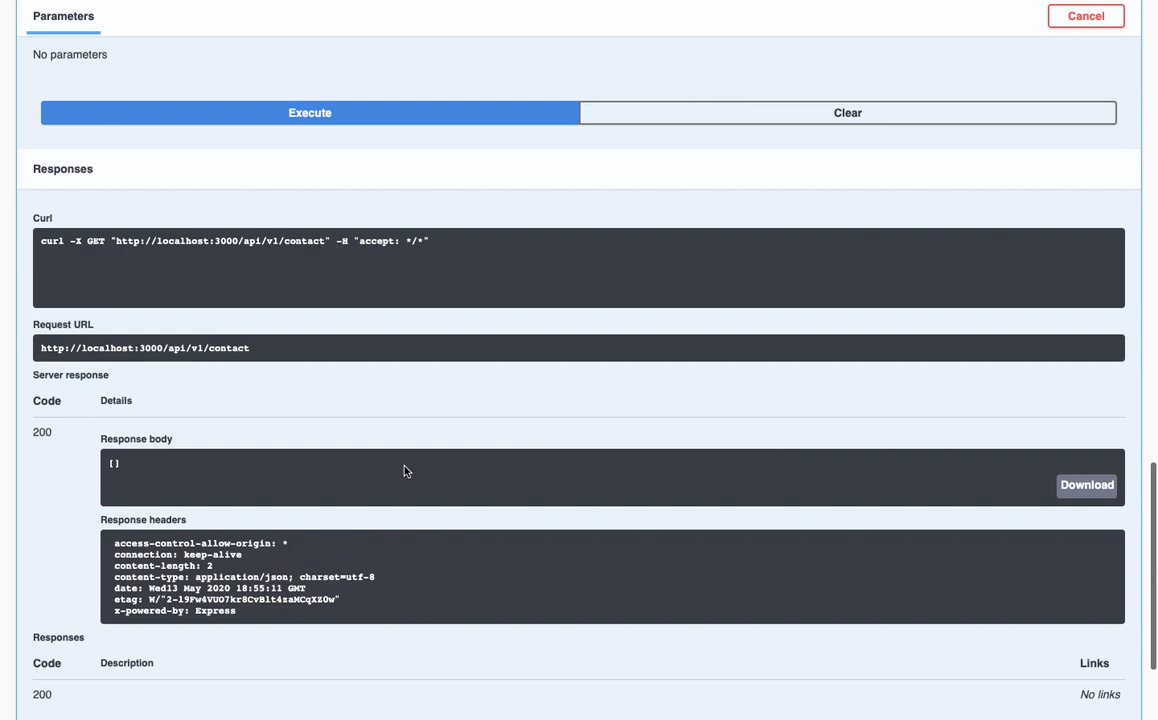 Parameters
Cancel
No parameters
Execute
Clear
Responses
Curl
curl -X GET "http://localhost:3000/api/v1/contact" -H "accept: */*"
Request URL
http://localhost:3000/api/v1/contact
Server response
Code Details
200
Response body
[]
Download
Response headers
access-control-allow-origin: *
connection: keep-alive
content-length: 2
content-type: application/json; charset=utf-8
date: Wed13 May 2020 18:55:11 GMT
etag: W/"2-l9Fw4VUO7kr8CvBlt4zaMCqXZ0w"
x-powered-by: Express
Responses
Code Description Links
200 No links